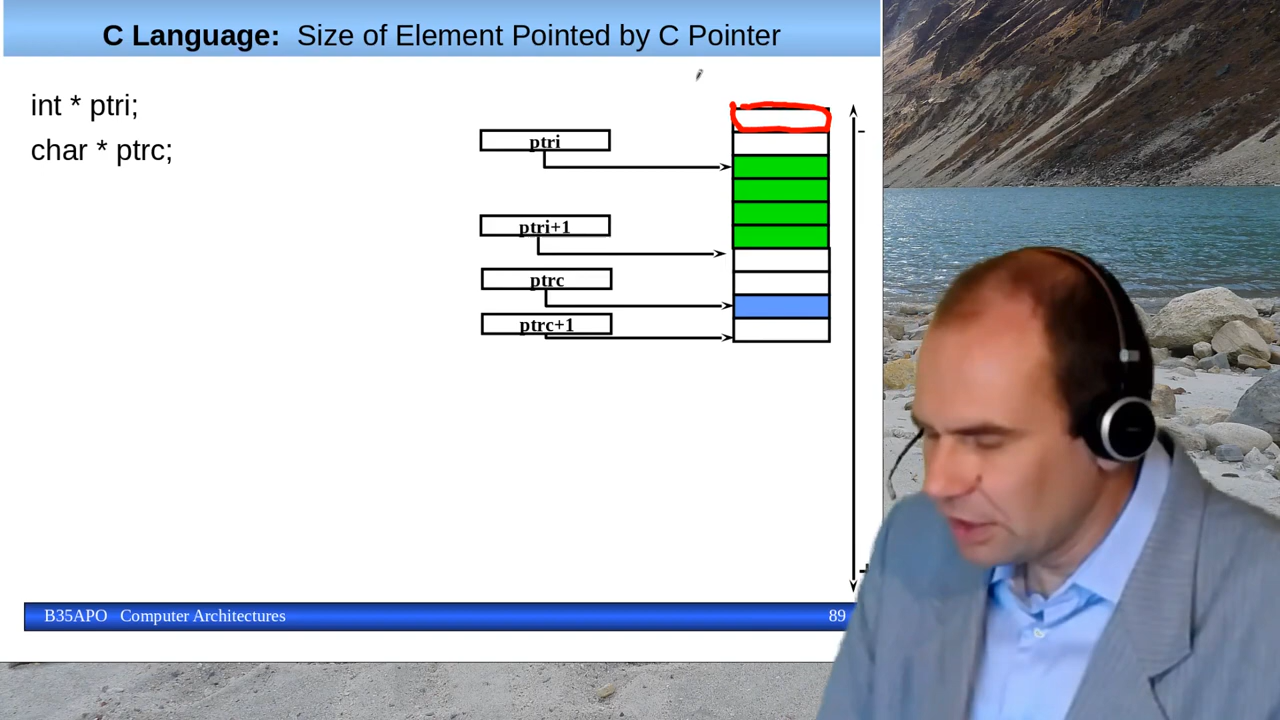 C Language: Size of Element Pointed by C Pointer
int * ptri;
char * ptrc;
ptri
ptri+1
ptrc
ptrc+1
-
+
B35APO Computer Architectures
89